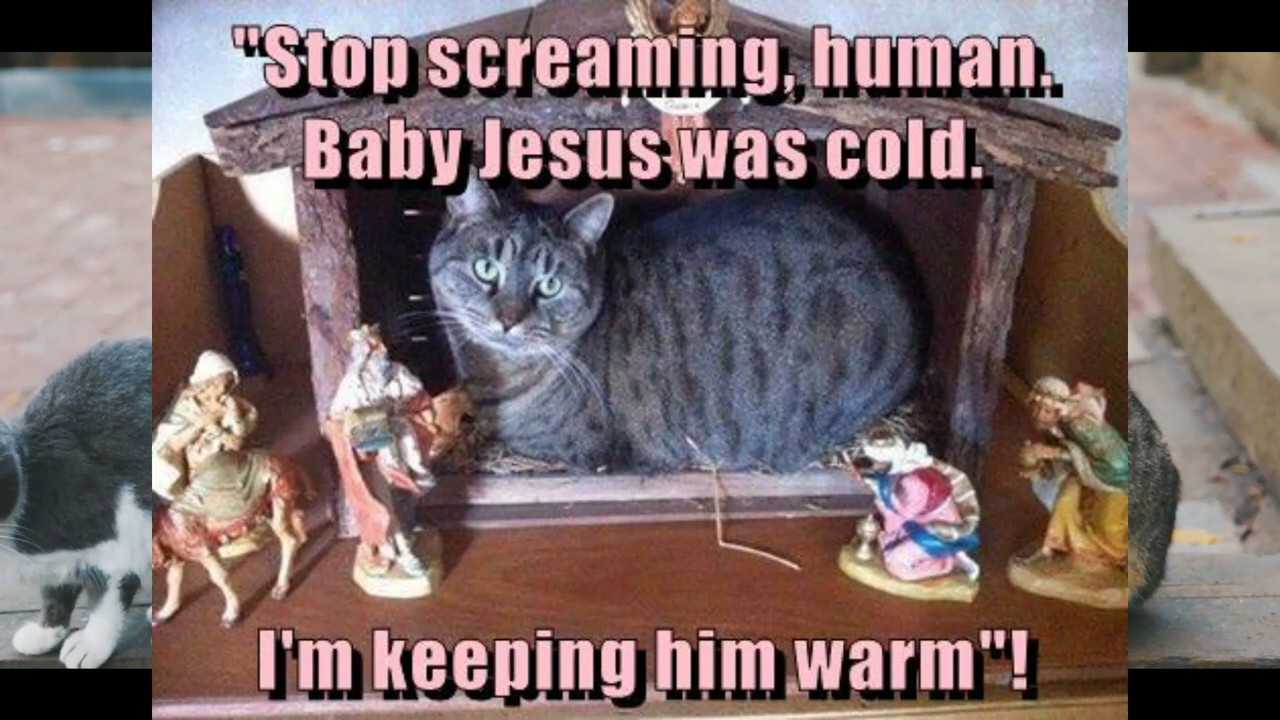 "Stop screaming, human.
Baby Jesus was cold.
I'm keeping him warm"!